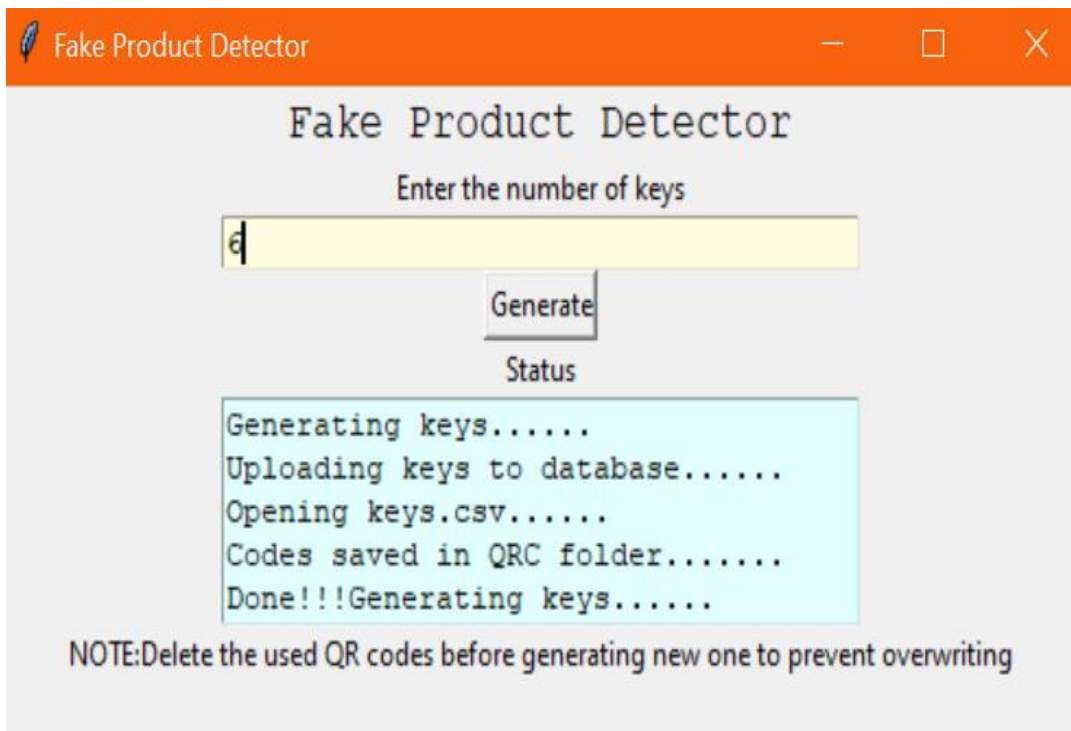 Fake Product Detector
Fake Product Detector
Enter the number of keys
6
Generate
Status
Generating keys......
Uploading keys to database......
Opening keys.csv......
Codes saved in QRC folder.......
Done!!!Generating keys......
NOTE:Delete the used QR codes before generating new one to prevent overwriting